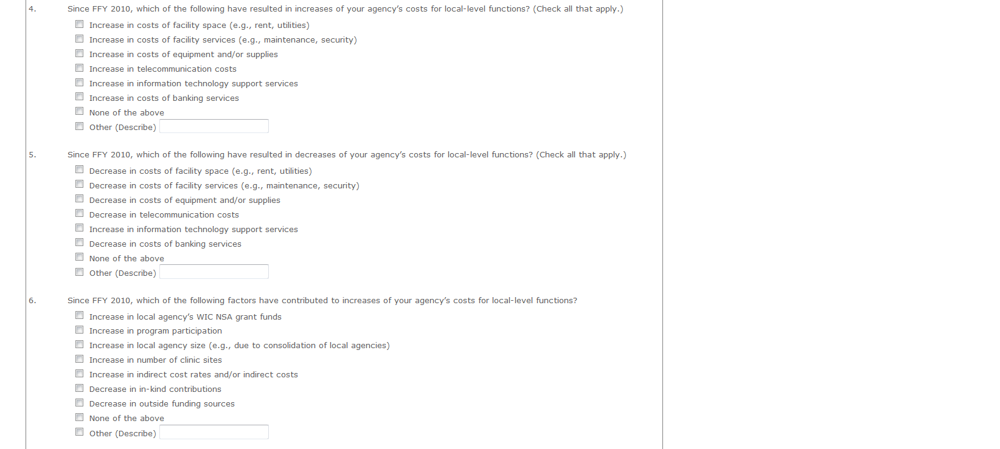 4. Since FFY 2010, which of the following have resulted in increases of your agency’s costs for local-level functions? (Check all that apply.)
Increase in costs of facility space (e.g., rent, utilities)
Increase in costs of facility services (e.g., maintenance, security)
Increase in costs of equipment and/or supplies
Increase in telecommunication costs
Increase in information technology support services
Increase in costs of banking services
None of the above
Other (Describe)
5. Since FFY 2010, which of the following have resulted in decreases of your agency’s costs for local-level functions? (Check all that apply.)
Decrease in costs of facility space (e.g., rent, utilities)
Decrease in costs of facility services (e.g., maintenance, security)
Decrease in costs of equipment and/or supplies
Decrease in telecommunication costs
Increase in information technology support services
Decrease in costs of banking services
None of the above
Other (Describe)
6. Since FFY 2010, which of the following factors have contributed to increases of your agency’s costs for local-level functions?
Increase in local agency’s WIC NSA grant funds
Increase in program participation
Increase in local agency size (e.g., due to consolidation of local agencies)
Increase in number of clinic sites
Increase in indirect cost rates and/or indirect costs
Decrease in in-kind contributions
Decrease in outside funding sources
None of the above
Other (Describe)